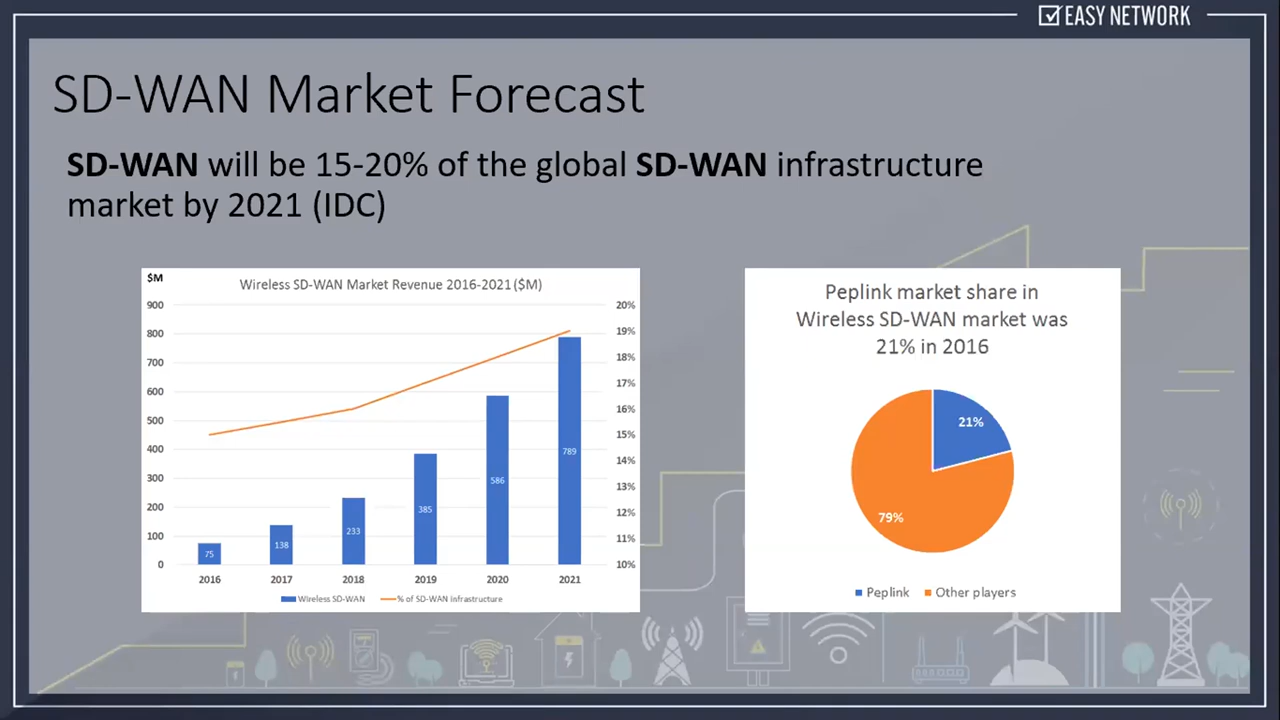 EASY NETWORK
SD-WAN Market Forecast
SD-WAN will be 15-20% of the global SD-WAN infrastructure
market by 2021 (IDC)
$M
Wireless SD-WAN Market Revenue 2016-2021 ($M)
900
800
700
600
500
400
300
200
100
0
75
138
233
385
586
789
20%
19%
18%
17%
16%
15%
14%
13%
12%
11%
10%
2016 2017 2018 2019 2020 2021
Wireless SD-WAN % of SD-WAN infrastructure
Peplink market share in
Wireless SD-WAN market was
21% in 2016
21%
79%
Peplink Other players